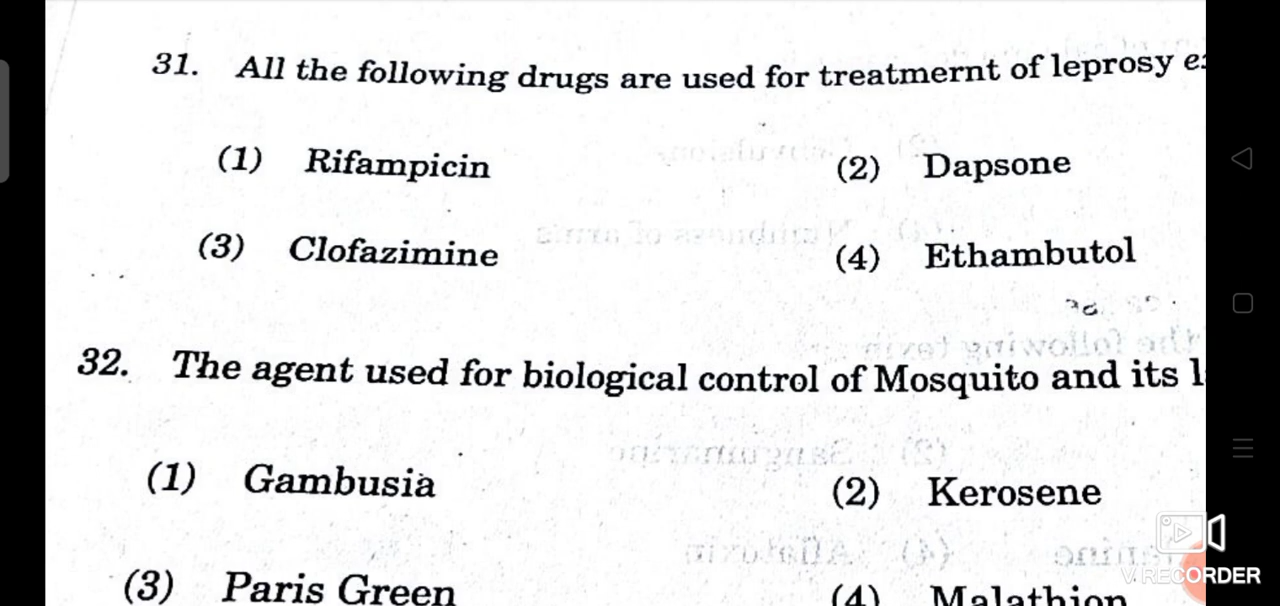 31. All the following drugs are used for treatmernt of leprosy
(1) Rifampicin (2) Dapsone
(3) Clofazimine (4) Ethambutol
32. The agent used for biological control of Mosquito and its
(1) Gambusia (2) Kerosene
(3) Paris Green (4) Malathion
V RECORDER